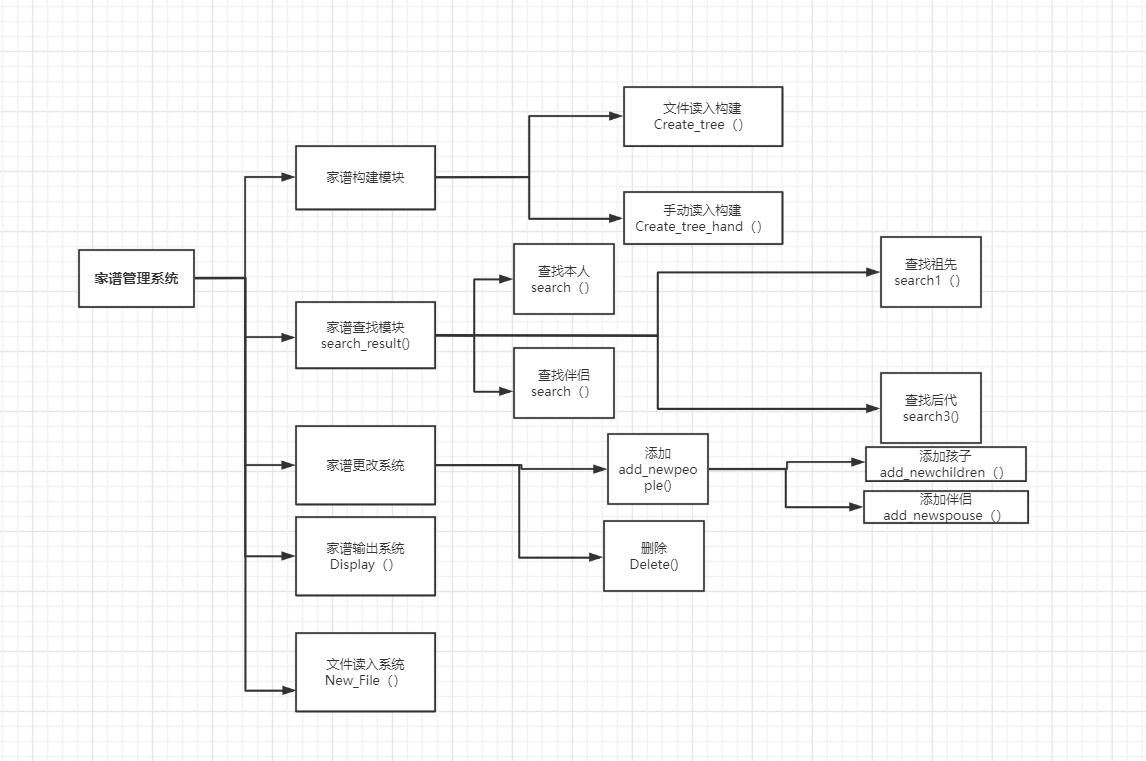 文件读入构建
Create_tree（）
家谱构建模块
手动读入构建
Create_tree_hand（）
家谱管理系统
查找本人
search（）
查找祖先
search1（）
家谱查找模块
search_result()
查找伴侣
search（）
查找后代
search3()
家谱更改系统
添加
add_newpeo
ple()
添加孩子
add_newchildren（）
添加伴侣
add_newspouse（）
家谱输出系统
Display（）
删除
Delete()
文件读入系统
New_File（）